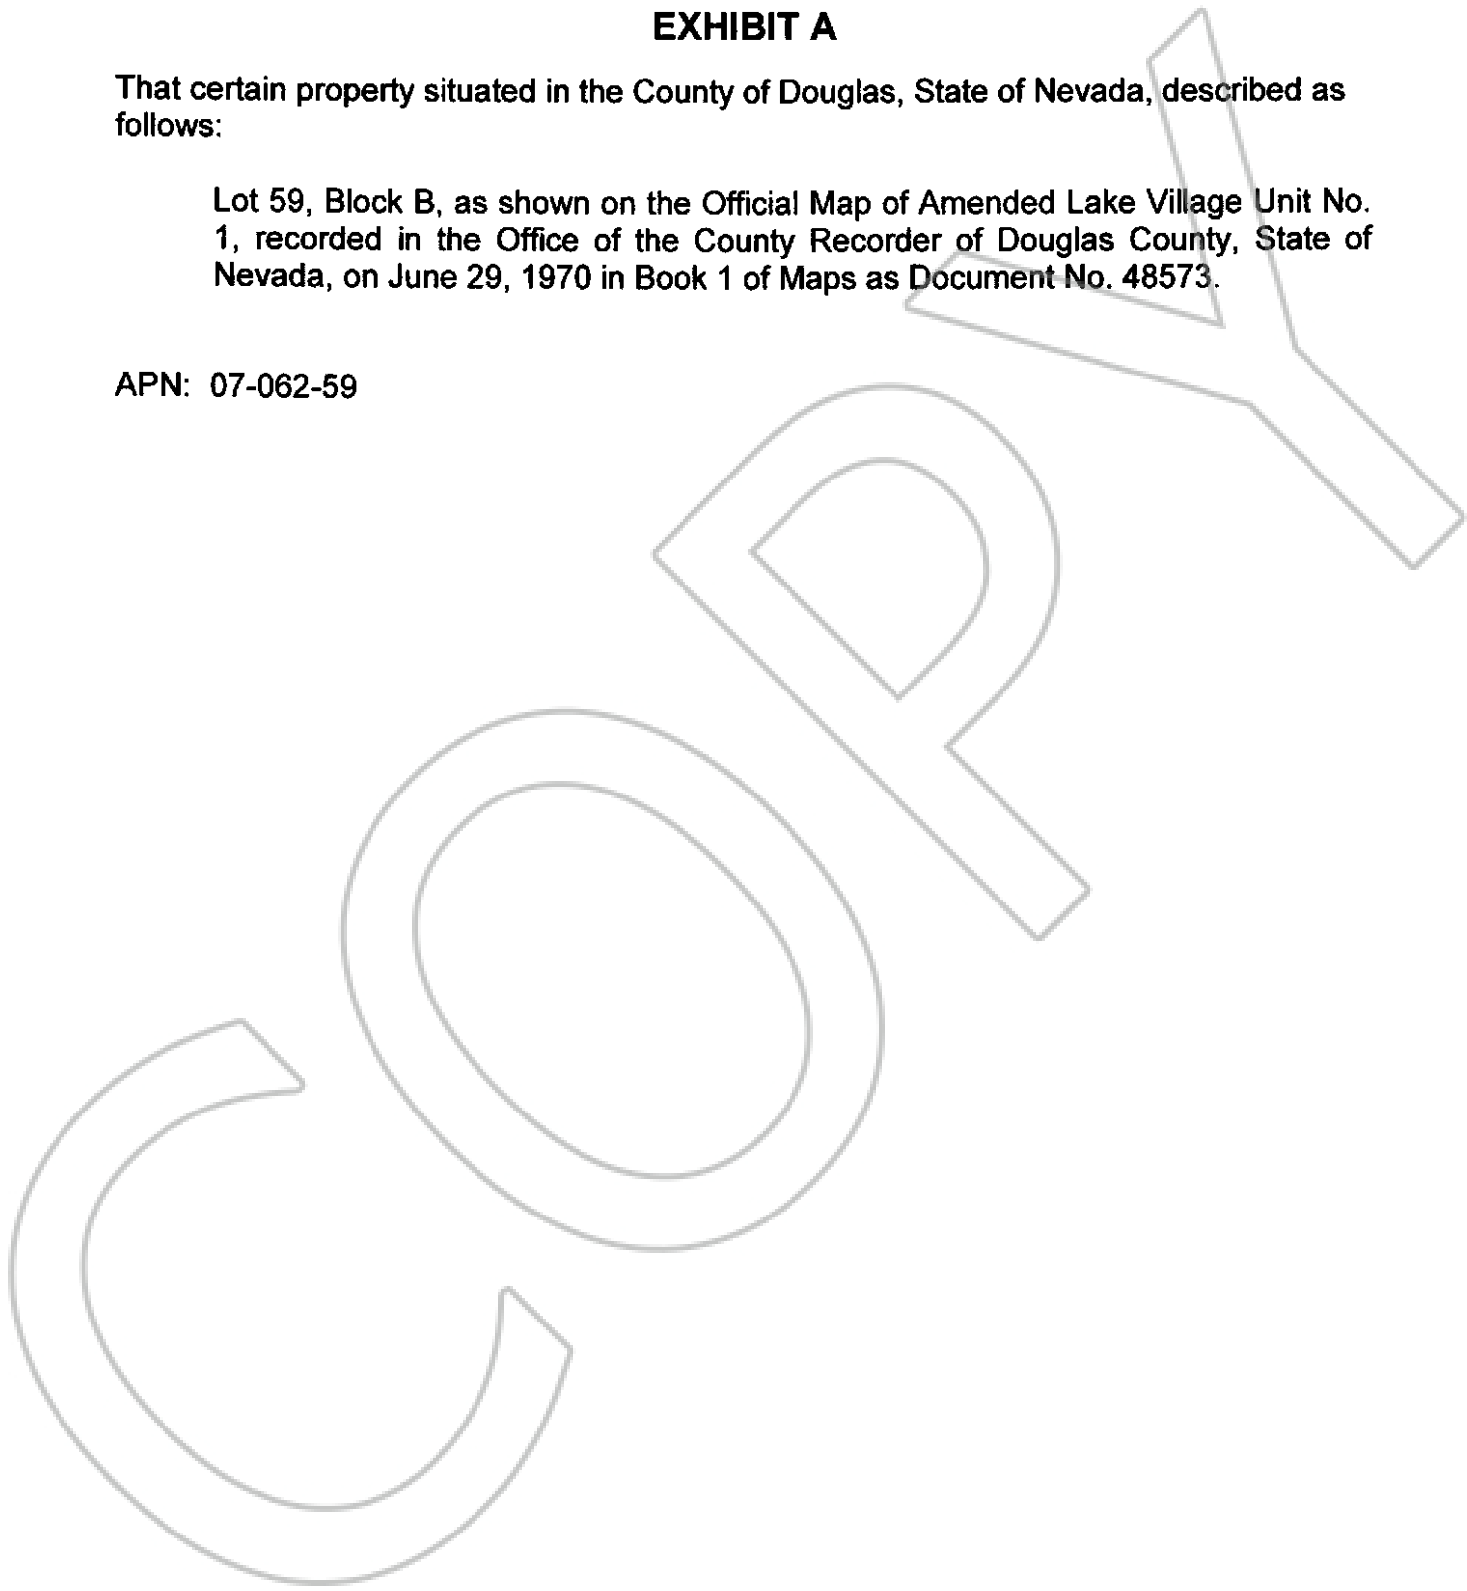 EXHIBIT A
That certain property situated in the County of Douglas, State of Nevada, described as
follows:
Lot 59, Block B, as shown on the Official Map of Amended Lake Village Unit No.
1, recorded in the Office of the County Recorder of Douglas County, State of
Nevada, on June 29, 1970 in Book 1 of Maps as Document No. 48573.
APN: 07-062-59
COPY